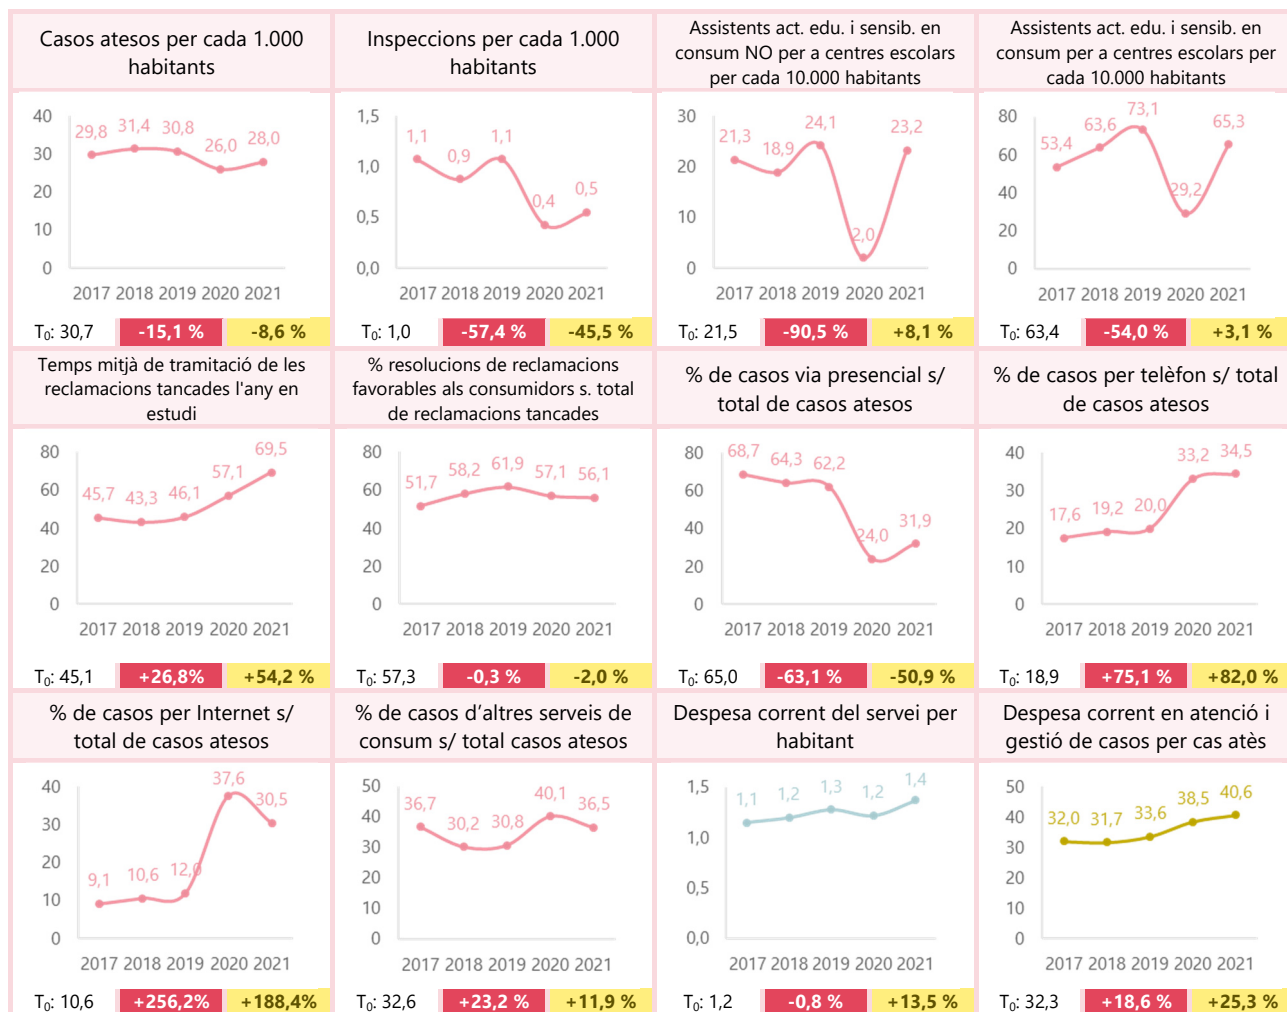 Casos atesos per cada 1.000
habitants
40
30
20
10
0
29,8
31,4
30,8
26,0
28,0
2017 2018 2019 2020 2021
T₀: 30,7 -15,1 % -8,6 %
Inspeccions per cada 1.000
habitants
1,5
1,0
0,5
0,0
1,1
0,9
1,1
0,4
0,5
2017 2018 2019 2020 2021
T₀: 1,0 -57,4 % -45,5 %
Assistents act. edu. i sensib. en
consum NO per a centres escolars
per cada 10.000 habitants
30
20
10
0
21,3
18,9
24,1
2,0
23,2
2017 2018 2019 2020 2021
T₀: 21,5 -90,5 % +8,1 %
Assistents act. edu. i sensib. en
consum per a centres escolars per
cada 10.000 habitants
80
60
40
20
0
53,4
63,6
73,1
29,2
65,3
2017 2018 2019 2020 2021
T₀: 63,4 -54,0 % +3,1 %
Temps mitjà de tramitació de les
reclamacions tancades l'any en
estudi
80
60
40
20
0
45,7
43,3
46,1
57,1
69,5
2017 2018 2019 2020 2021
T₀: 45,1 +26,8% +54,2 %
% resolucions de reclamacions
favorables als consumidors s. total
de reclamacions tancades
80
60
40
20
0
51,7
58,2
61,9
57,1
56,1
2017 2018 2019 2020 2021
T₀: 57,3 -0,3 % -2,0 %
% de casos via presencial s/
total de casos atesos
80
60
40
20
0
68,7
64,3
62,2
24,0
31,9
2017 2018 2019 2020 2021
T₀: 65,0 -63,1 % -50,9 %
% de casos per telèfon s/ total
de casos atesos
40
30
20
10
0
17,6
19,2
20,0
33,2
34,5
2017 2018 2019 2020 2021
T₀: 18,9 +75,1 % +82,0 %
% de casos per Internet s/
total de casos atesos
40
30
20
10
0
9,1
10,6
12,0
37,6
30,5
2017 2018 2019 2020 2021
T₀: 10,6 +256,2% +188,4%
% de casos d’altres serveis de
consum s/ total casos atesos
50
40
30
20
10
0
36,7
30,2
30,8
40,1
36,5
2017 2018 2019 2020 2021
T₀: 32,6 +23,2 % +11,9 %
Despesa corrent del servei per
habitant
1,5
1,0
0,5
0,0
1,1
1,2
1,3
1,2
1,4
2017 2018 2019 2020 2021
T₀: 1,2 -0,8 % +13,5 %
Despesa corrent en atenció i
gestió de casos per cas atès
50
40
30
20
10
0
32,0
31,7
33,6
38,5
40,6
2017 2018 2019 2020 2021
T₀: 32,3 +18,6 % +25,3 %